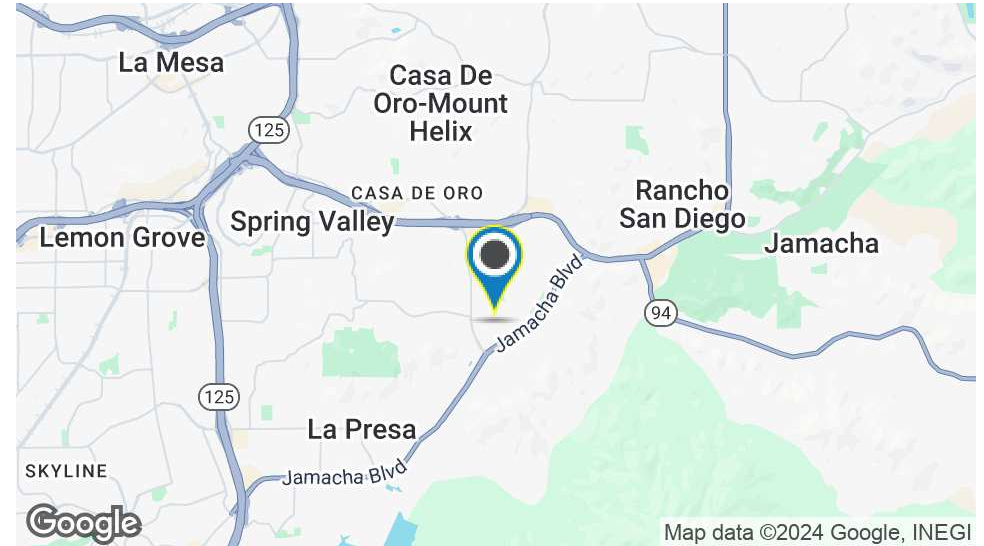 La Mesa
Casa De
Oro-Mount
Helix
125
CASA DE ORO
Rancho
San Diego
Spring Valley
Lemon Grove
Jamacha
Jamacha Blvd
94
125
La Presa
SKYLINE
Jamacha Blvd
Google
Map data ©2024 Google, INEGI